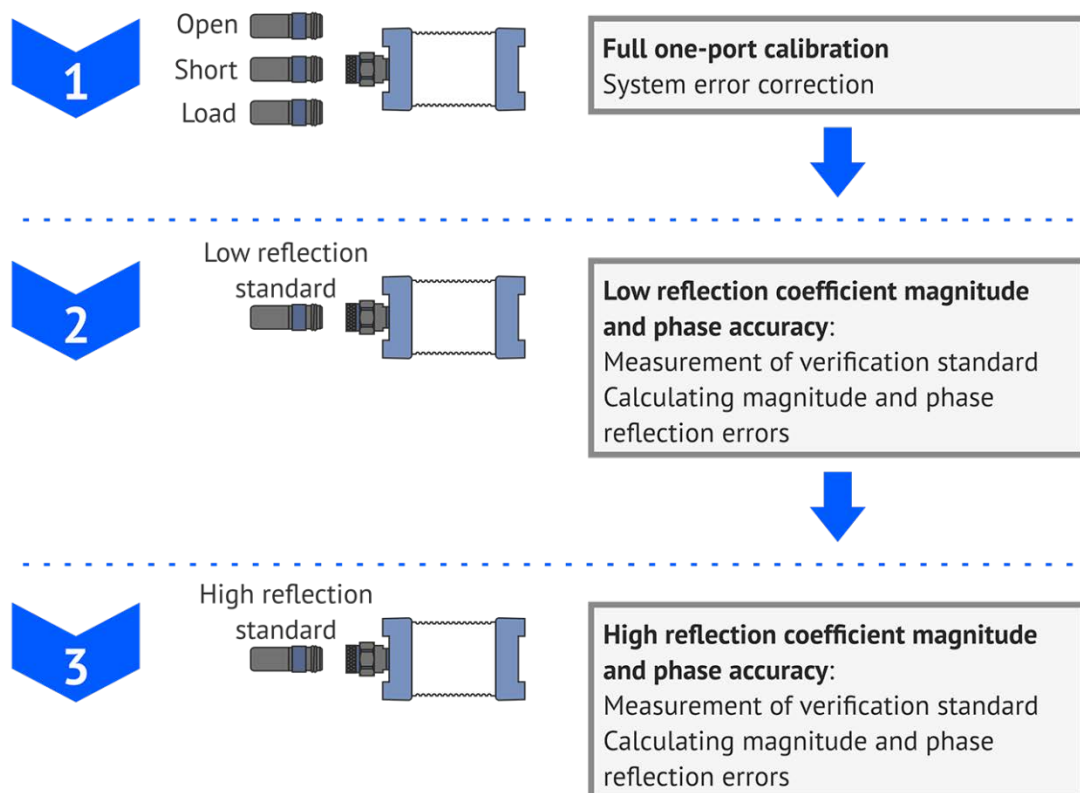 1
Open
Short
Load
Full one-port calibration
System error correction
2
Low reflection
standard
Low reflection coefficient magnitude
and phase accuracy:
Measurement of verification standard
Calculating magnitude and phase
reflection errors
3
High reflection
standard
High reflection coefficient magnitude
and phase accuracy:
Measurement of verification standard
Calculating magnitude and phase
reflection errors